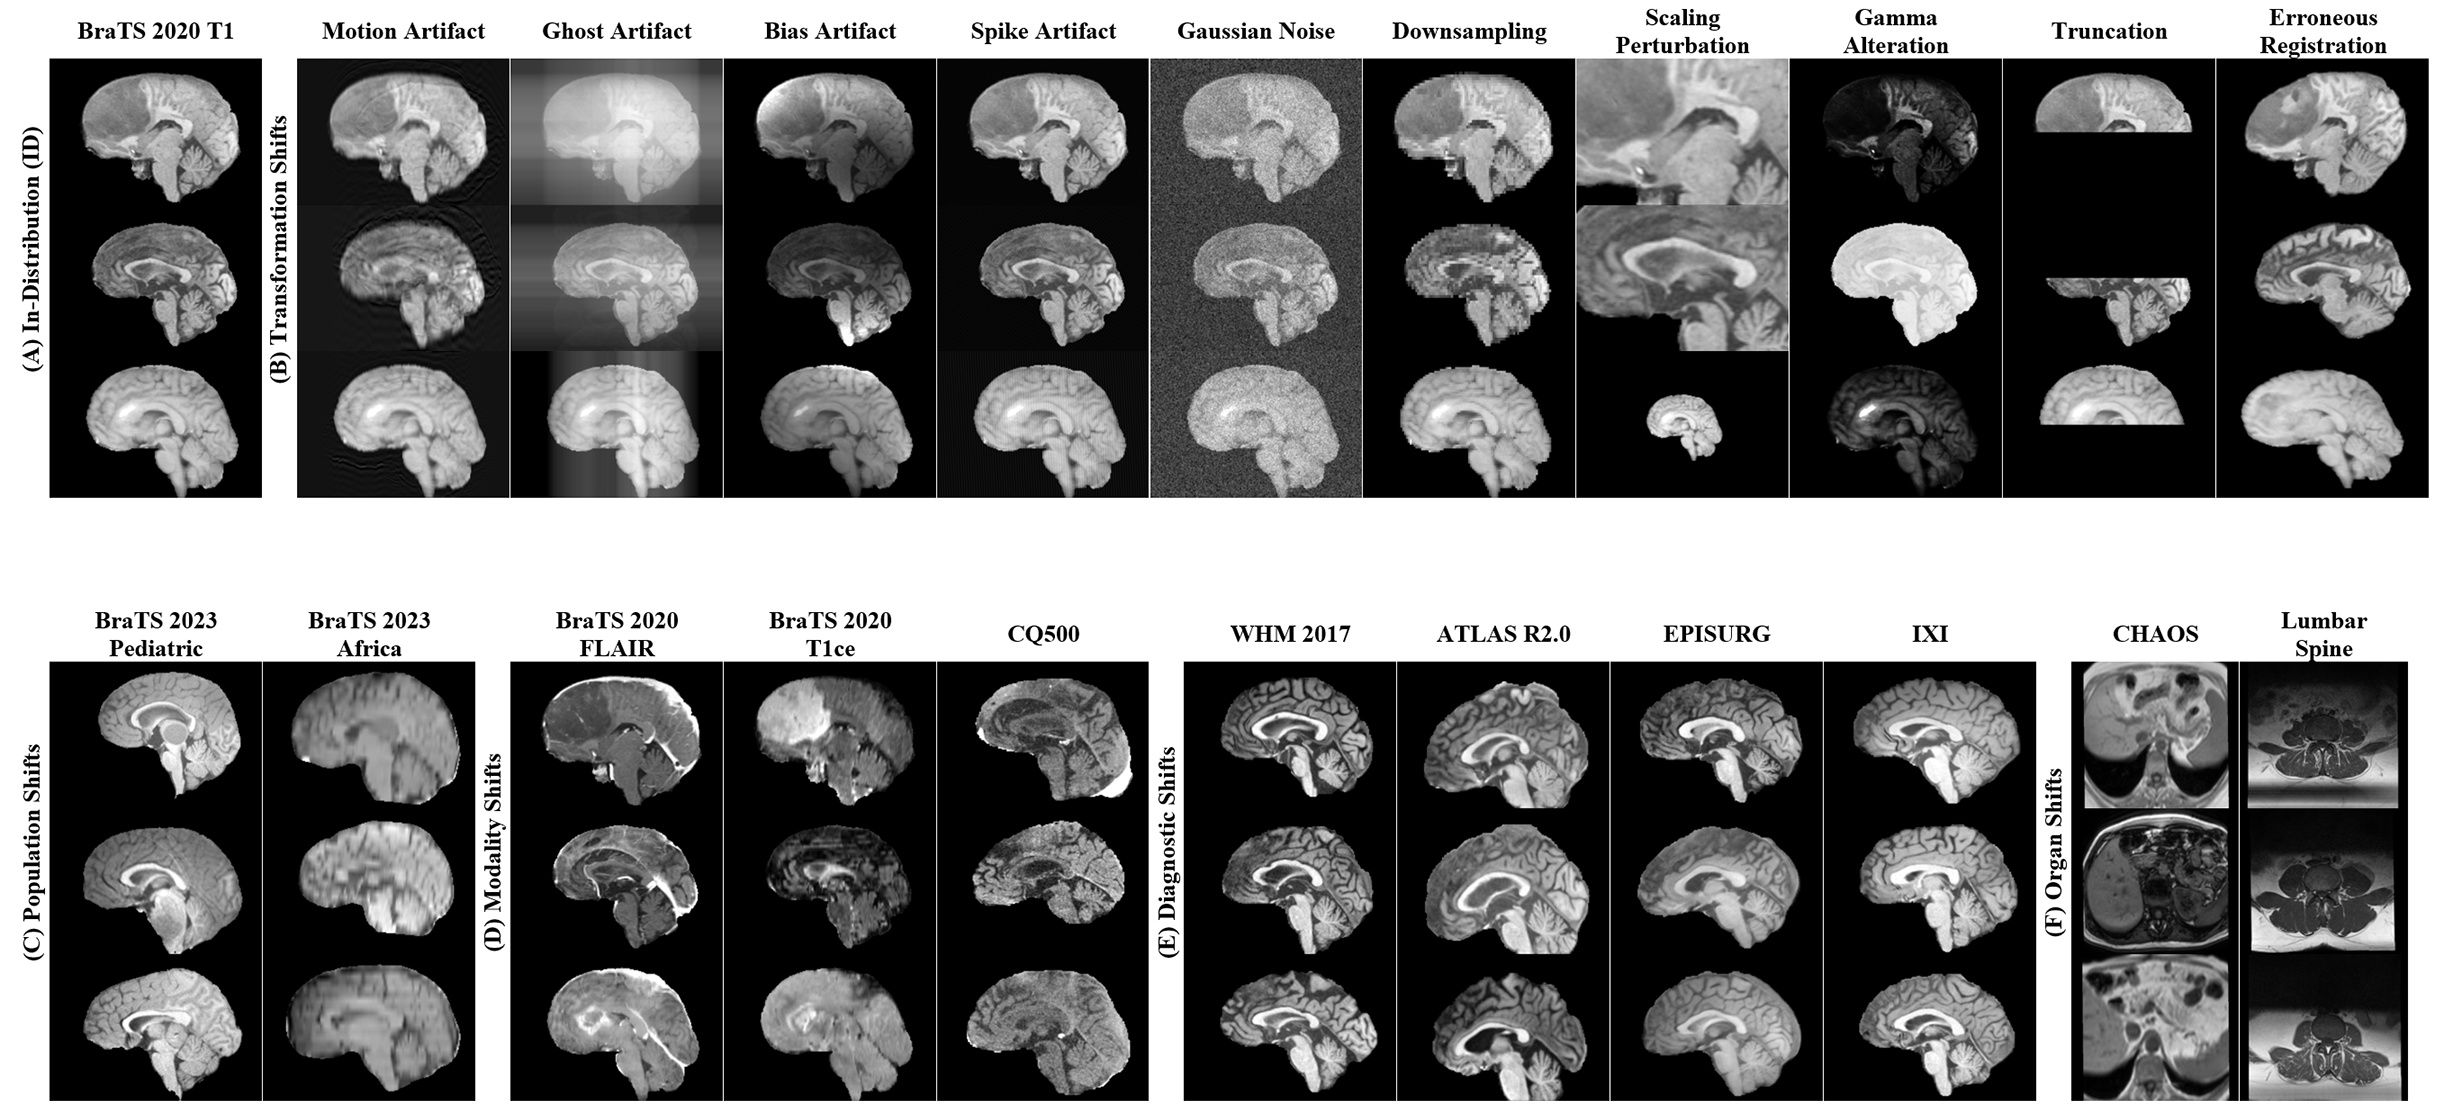 BraTS 2020 T1
Motion Artifact
Ghost Artifact
Bias Artifact
Spike Artifact
Gaussian Noise
Downsampling
Scaling
Perturbation
Gamma
Alteration
Truncation
Erroneous
Registration
(A) In-Distribution (ID)
(B) Transformation Shifts
BraTS 2023
Pediatric
BraTS 2023
Africa
BraTS 2020
FLAIR
BraTS 2020
T1ce
CQ500
WHM 2017
ATLAS R2.0
EPISURG
IXI
CHAOS
Lumbar
Spine
(C) Population Shifts
(D) Modality Shifts
(E) Diagnostic Shifts
(F) Organ Shifts